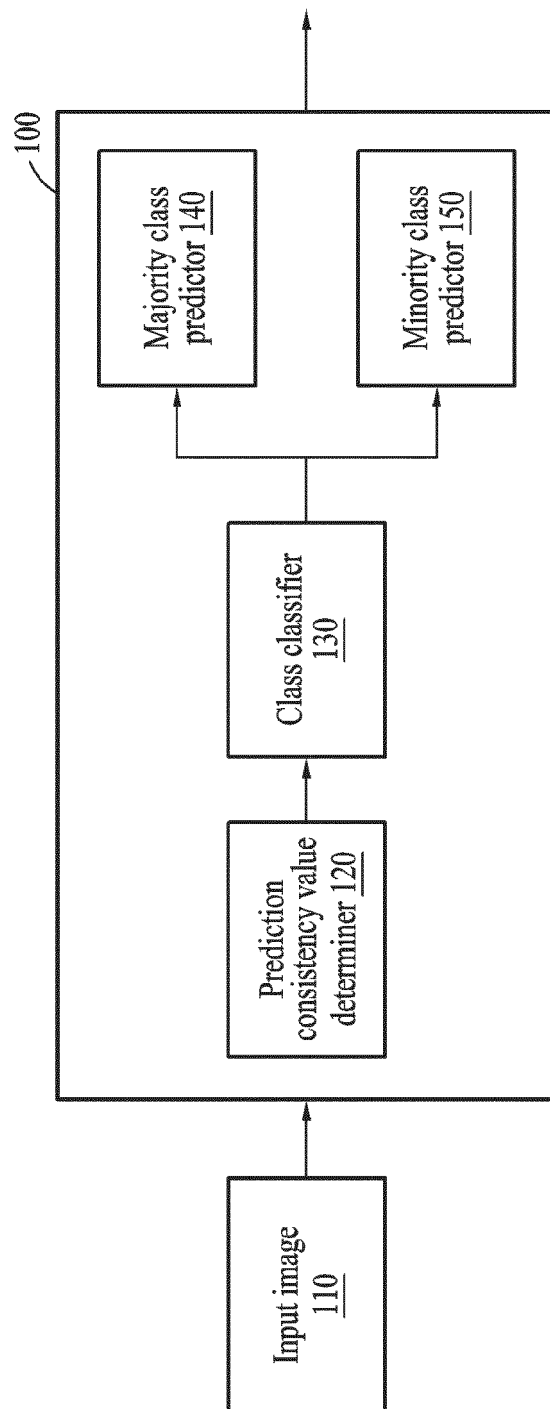 100
Input image
110
Prediction
consistency value
determiner 120
Class classifier
130
Majority class
predictor 140
Minority class
predictor 150